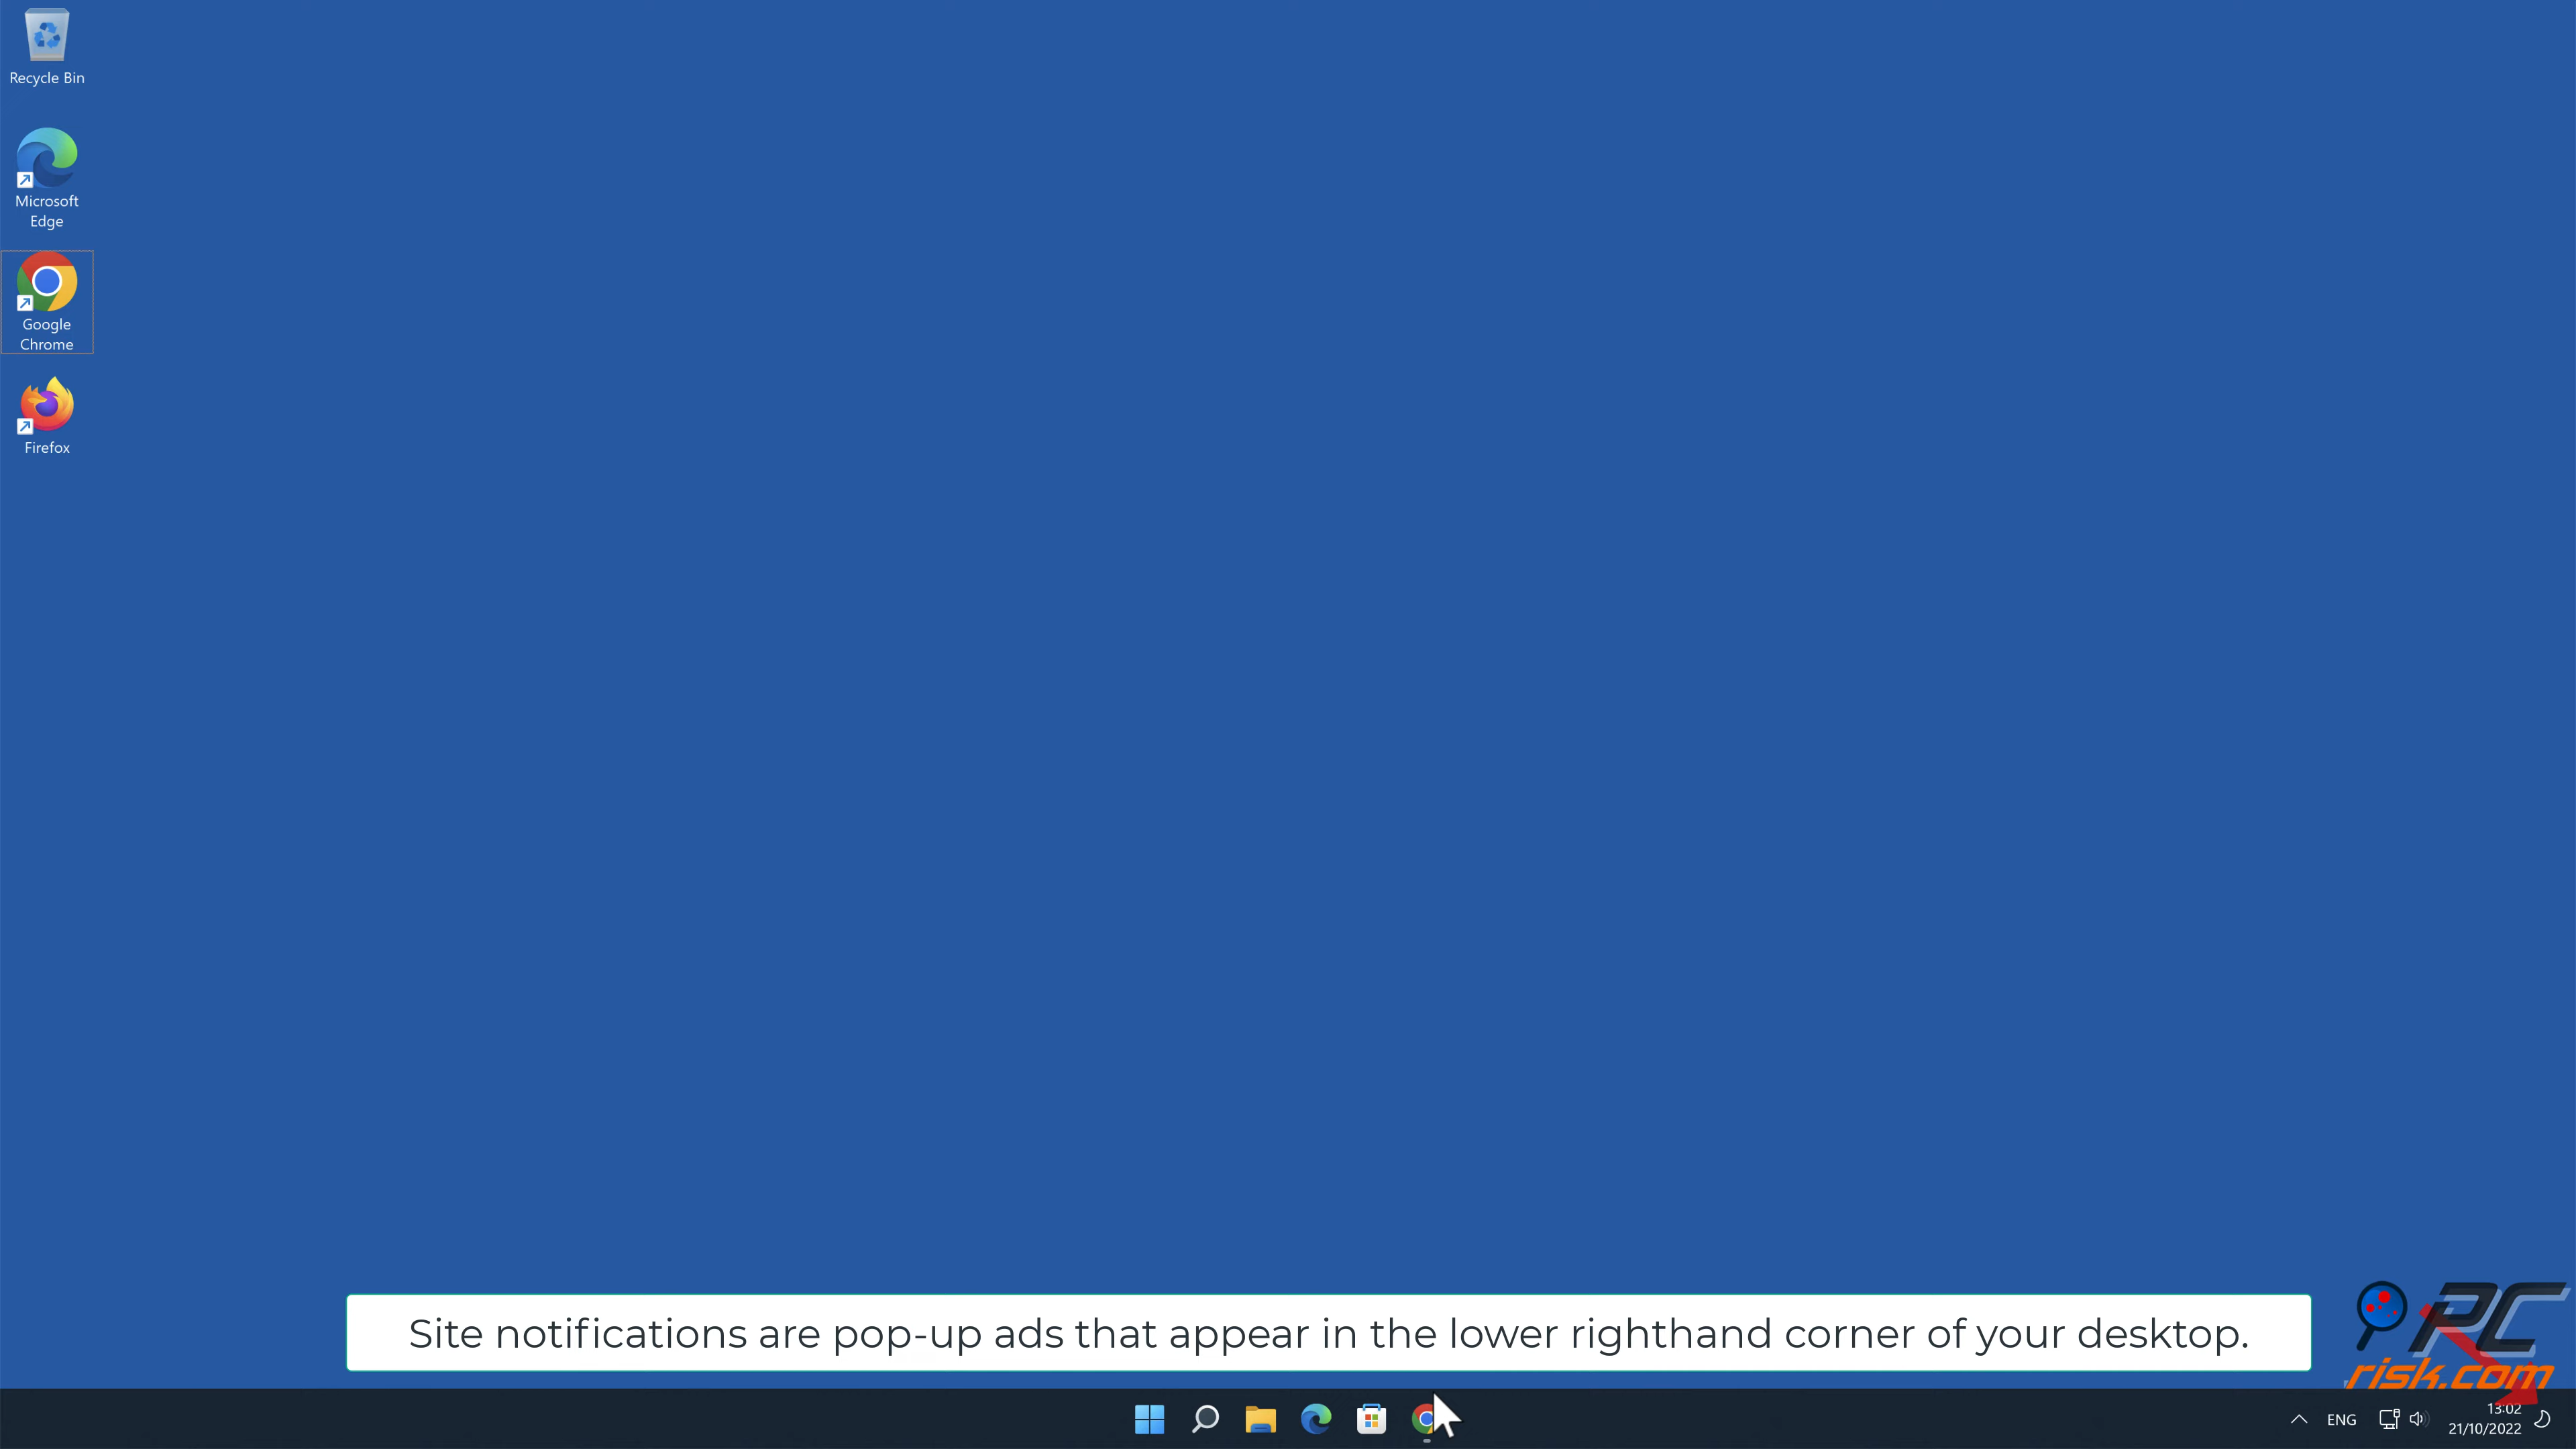 Recycle Bin
Microsoft
Edge
Google
Chrome
Firefox
Site notifications are pop-up ads that appear in the lower righthand corner of your desktop.
PC
risk.com
ENG
13:02
21/10/2022